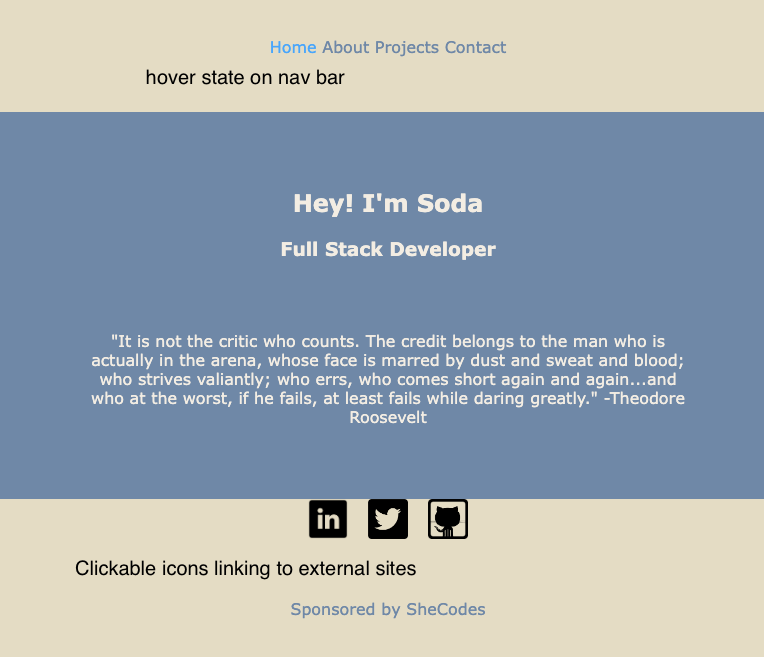 Home About Projects Contact
hover state on nav bar
Hey! I'm Soda
Full Stack Developer
"It is not the critic who counts. The credit belongs to the man who is
actually in the arena, whose face is marred by dust and sweat and blood;
who strives valiantly; who errs, who comes short again and again...and
who at the worst, if he fails, at least fails while daring greatly." -Theodore
Roosevelt
in
Clickable icons linking to external sites
Sponsored by SheCodes